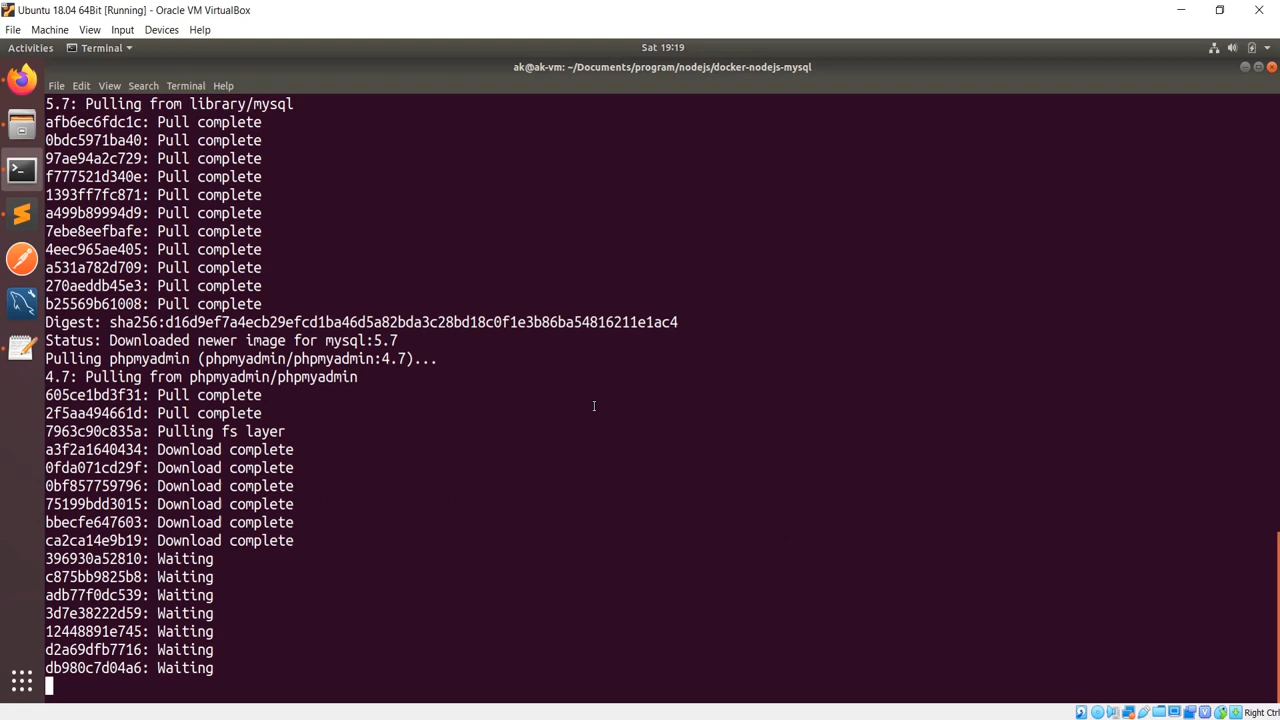 Ubuntu 18.04 64Bit [Running] - Oracle VM VirtualBox
File Machine View Input Devices Help
Activities Terminal Sat 19:19
ak@ak-vm: ~/Documents/program/nodejs/docker-nodejs-mysql
File Edit View Search Terminal Help
5.7: Pulling from library/mysql
afb6ec6fdc1c: Pull complete
0bdc5971ba40: Pull complete
97ae94a2c729: Pull complete
f777521d340e: Pull complete
1393ff7fc871: Pull complete
a499b89994d9: Pull complete
7ebe8eefbafe: Pull complete
4eec965ae405: Pull complete
a531a782d709: Pull complete
270aeddb45e3: Pull complete
b25569b61008: Pull complete
Digest: sha256:d16d9ef7a4ecb29efcd1ba46d5a82bda3c28bd18c0f1e3b86ba54816211e1ac4
Status: Downloaded newer image for mysql:5.7
Pulling phpmyadmin (phpmyadmin/phpmyadmin:4.7)...
4.7: Pulling from phpmyadmin/phpmyadmin
605ce1bd3f31: Pull complete
2f5aa494661d: Pull complete
7963c90c835a: Pulling fs layer
a3f2a1640434: Download complete
0fda071cd29f: Download complete
0bf857759796: Download complete
75199bdd3015: Download complete
bbecfe647603: Download complete
ca2ca14e9b19: Download complete
396930a52810: Waiting
c875bb9825b8: Waiting
adb77f0dc539: Waiting
3d7e38222d59: Waiting
12448891e745: Waiting
d2a69dfb7716: Waiting
db980c7d04a6: Waiting
Right Ctrl